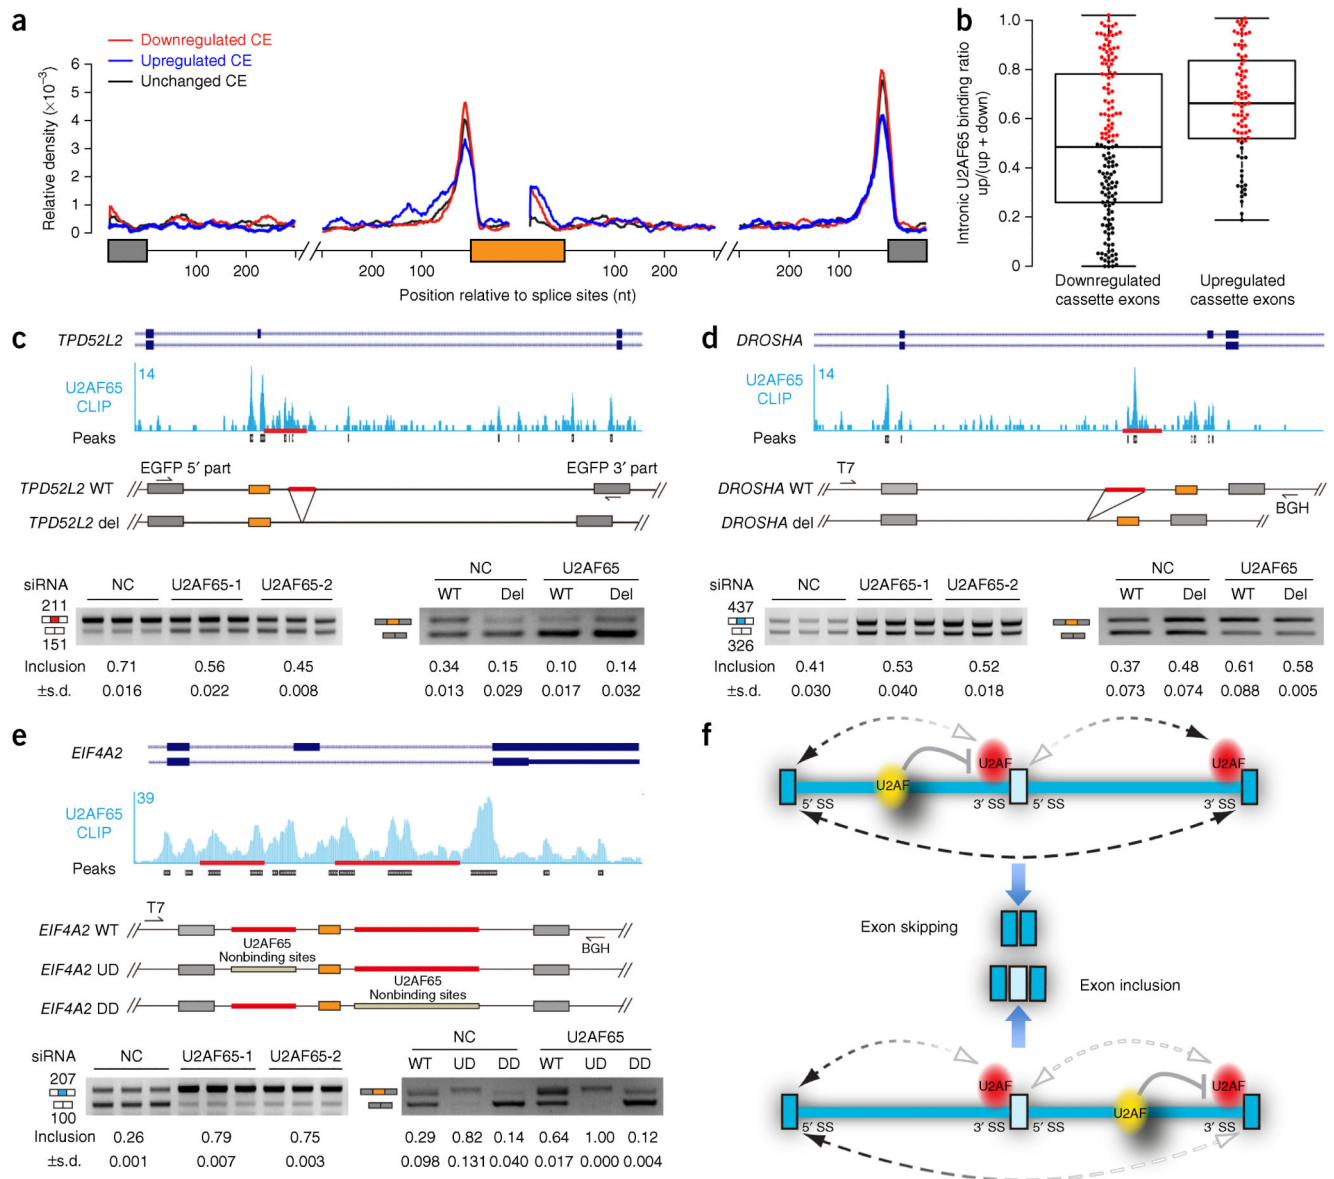 a
Downregulated CE
Upregulated CE
Unchanged CE
Relative density (×10⁻³)
6
5
4
3
2
1
0
100 200 200 100 100 200 200 100
Position relative to splice sites (nt)
b
Intronic U2AF65 binding ratio
up/(up + down)
1.0
0.8
0.6
0.4
0.2
0
Downregulated
cassette exons
Upregulated
cassette exons
c
TPD52L2
14
U2AF65
CLIP
Peaks
EGFP 5′ part
EGFP 3′ part
TPD52L2 WT
TPD52L2 del
siRNA
NC U2AF65-1 U2AF65-2
211
151
Inclusion 0.71 0.56 0.45
±s.d. 0.016 0.022 0.008
NC U2AF65
WT Del WT Del
0.34 0.15 0.10 0.14
0.013 0.029 0.017 0.032
d
DROSHA
14
U2AF65
CLIP
Peaks
T7
DROSHA WT
BGH
DROSHA del
siRNA
NC U2AF65-1 U2AF65-2
437
326
Inclusion 0.41 0.53 0.52
±s.d. 0.030 0.040 0.018
NC U2AF65
WT Del WT Del
0.37 0.48 0.61 0.58
0.073 0.074 0.088 0.005
e
EIF4A2
39
U2AF65
CLIP
Peaks
T7
EIF4A2 WT
BGH
U2AF65
Nonbinding sites
EIF4A2 UD
U2AF65
Nonbinding sites
EIF4A2 DD
siRNA
NC U2AF65-1 U2AF65-2
207
100
Inclusion 0.26 0.79 0.75
±s.d. 0.001 0.007 0.003
NC U2AF65
WT UD DD WT UD DD
0.29 0.82 0.14 0.64 1.00 0.12
0.098 0.131 0.040 0.017 0.000 0.004
f
U2AF U2AF U2AF
5′ SS 3′ SS 5′ SS 3′ SS
Exon skipping
Exon inclusion
U2AF U2AF U2AF
5′ SS 3′ SS 5′ SS 3′ SS